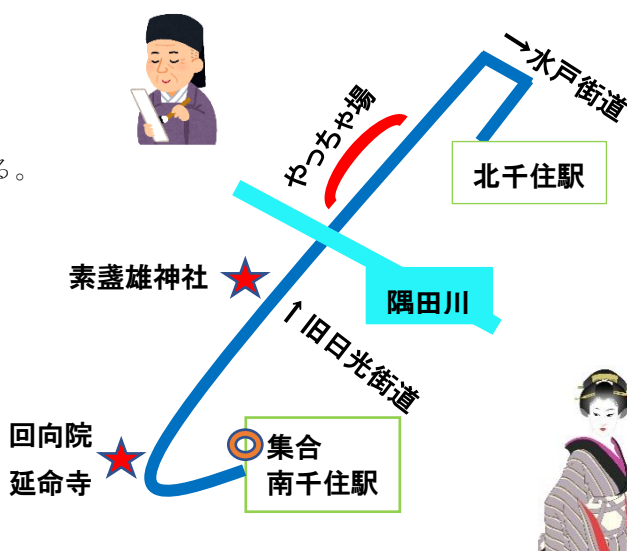 →水戸街道
やっちゃ場
る。
北千住駅
素盞雄神社
隅田川
↑旧日光街道
回向院
延命寺
集合
南千住駅